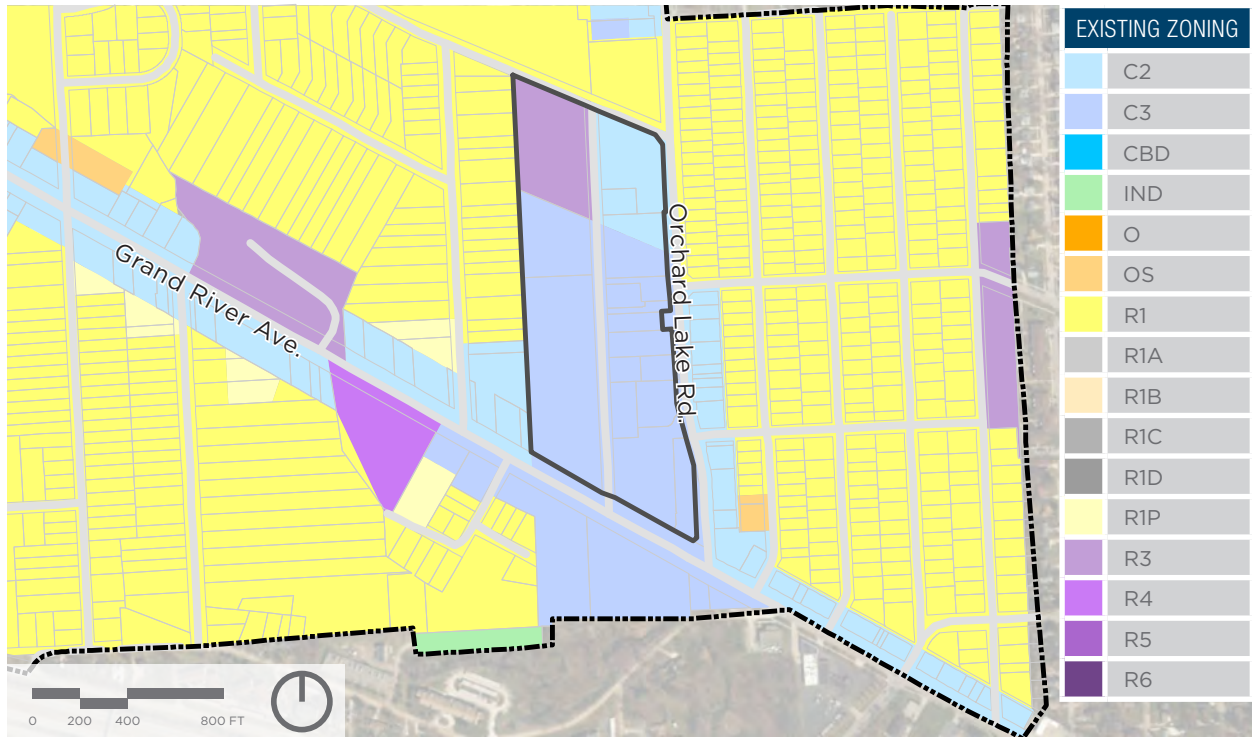 EXISTING ZONING
C2
C3
CBD
IND
O
OS
R1
R1A
R1B
R1C
R1D
R1P
R3
R4
R5
R6
Grand River Ave.
Orchard Lake Rd.
0 200 400 800 FT